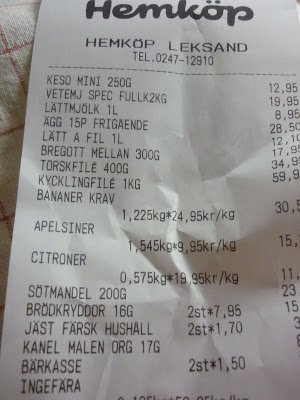 Hemköp
HEMKÖP LEKSAND
TEL.0247-12910
KESO MINI 250G 12,95
VETEMJ SPEC FULLK2KG 19,95
LÄTTMJÖLK 1L 8,95
ÄGG 15P FRIGÅENDE 28,50
LÄTT A FIL 1L 12,10
BREGOTT MELLAN 300G 17,9
TORSKFILÉ 400G 34,9
KYCKLINGFILÉ 1KG 59,9
BANANER KRAV
1,225kg*24,95kr/kg 30,5
APELSINER
1,545kg*9,95kr/kg 15,
CITRONER
0,575kg*19,95kr/kg 11,
SÖTMANDEL 200G
BRÖDKRYDDOR 16G 2st*7,95 15
JÄST FÄRSK HUSHÅLL 2st*1,70 3
KANEL MALEN ORG 17G
BÄRKASSE 2st*1,50
INGEFÄRA